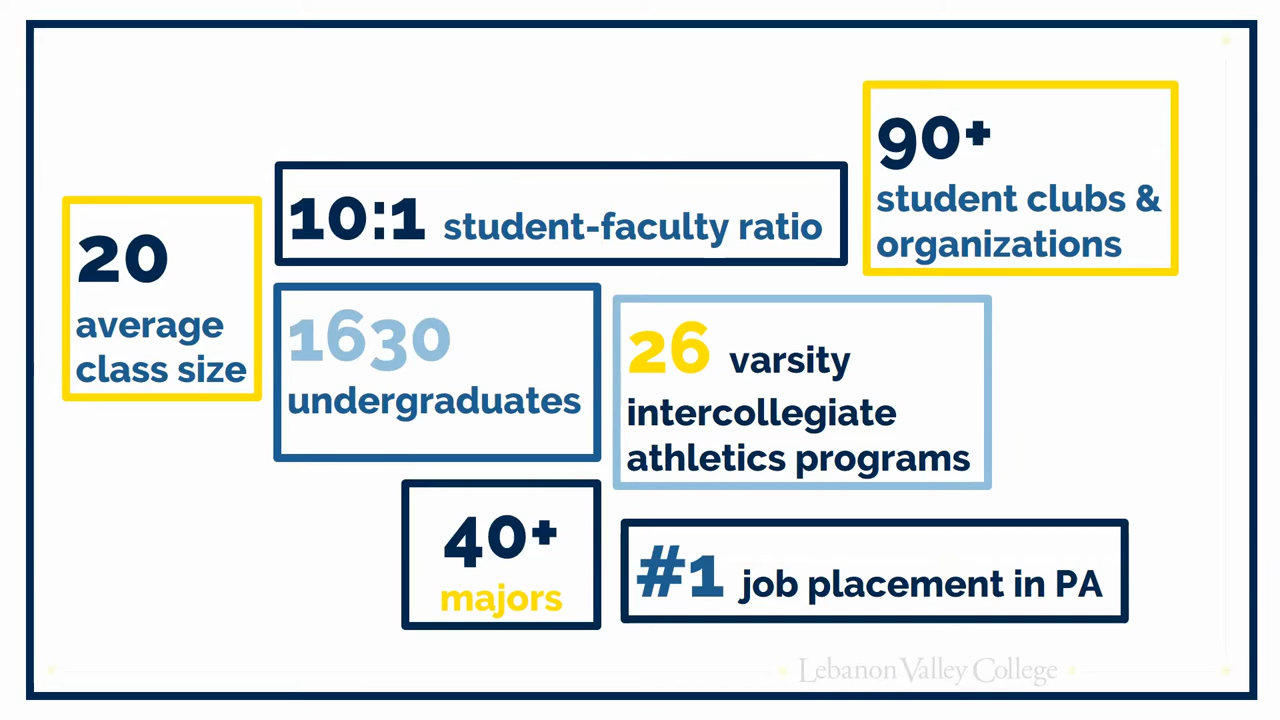 90+
student clubs &
organizations
10:1 student-faculty ratio
20
average
class size
1630
undergraduates
26 varsity
intercollegiate
athletics programs
40+
majors
#1 job placement in PA
Lebanon Valley College